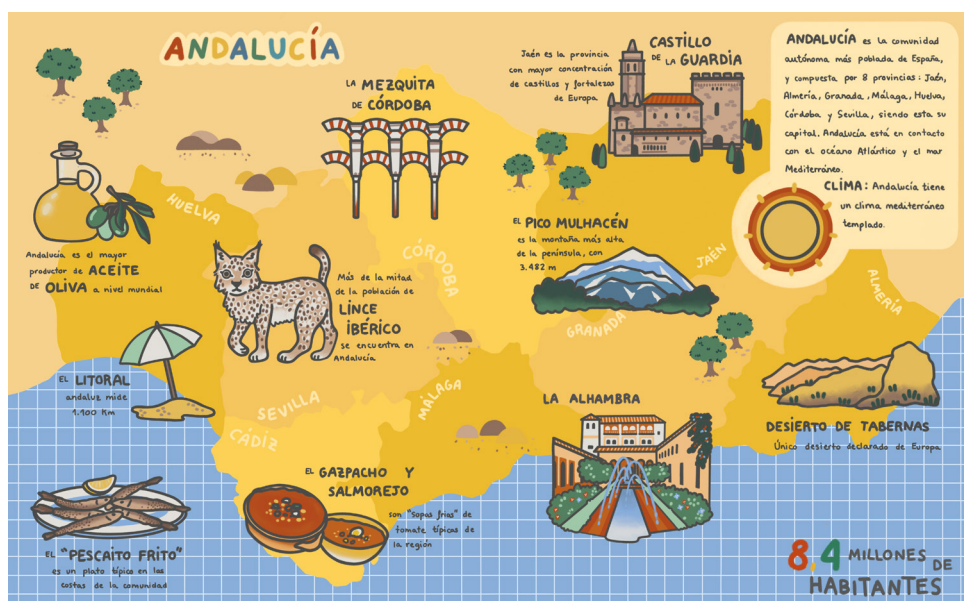 ANDALUCÍA
LA MEZQUITA
DE CÓRDOBA
Jaén es la provincia
con mayor concentración
de castillos y fortalezas
de Europa
CASTILLO
DE LA GUARDIA
ANDALUCÍA es la comunidad
autónoma más poblada de España,
y compuesta por 8 provincias: Jaén,
Almería, Granada, Málaga, Huelva,
Córdoba y Sevilla, siendo esta su
capital. Andalucía está en contacto
con el océano Atlántico y el mar
Mediterráneo.
CLIMA: Andalucía tiene
un clima mediterráneo
templado.
HUELVA
Andalucía es el mayor
productor de ACEITE
DE OLIVA a nivel mundial
Más de la mitad
de la población de
LINCE
IBÉRICO
se encuentra en
Andalucía
CÓRDOBA
EL PICO MULHACÉN
es la montaña más alta
de la península, con
3.482 m
JAÉN
ALMERÍA
GRANADA
EL LITORAL
andaluz mide
1.100 Km
SEVILLA
CÁDIZ
MÁLAGA
LA ALHAMBRA
DESIERTO DE TABERNAS
Único desierto declarado de Europa
EL GAZPACHO Y
SALMOREJO
son "sopas frías" de
tomate típicas de
la región
EL "PESCAITO FRITO"
es un plato típico en las
costas de la comunidad
8,4 MILLONES DE
HABITANTES